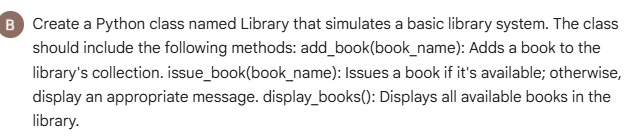 B Create a Python class named Library that simulates a basic library system. The class
should include the following methods: add_book(book_name): Adds a book to the
library's collection. issue_book(book_name): Issues a book if it's available; otherwise,
display an appropriate message. display_books(): Displays all available books in the
library.